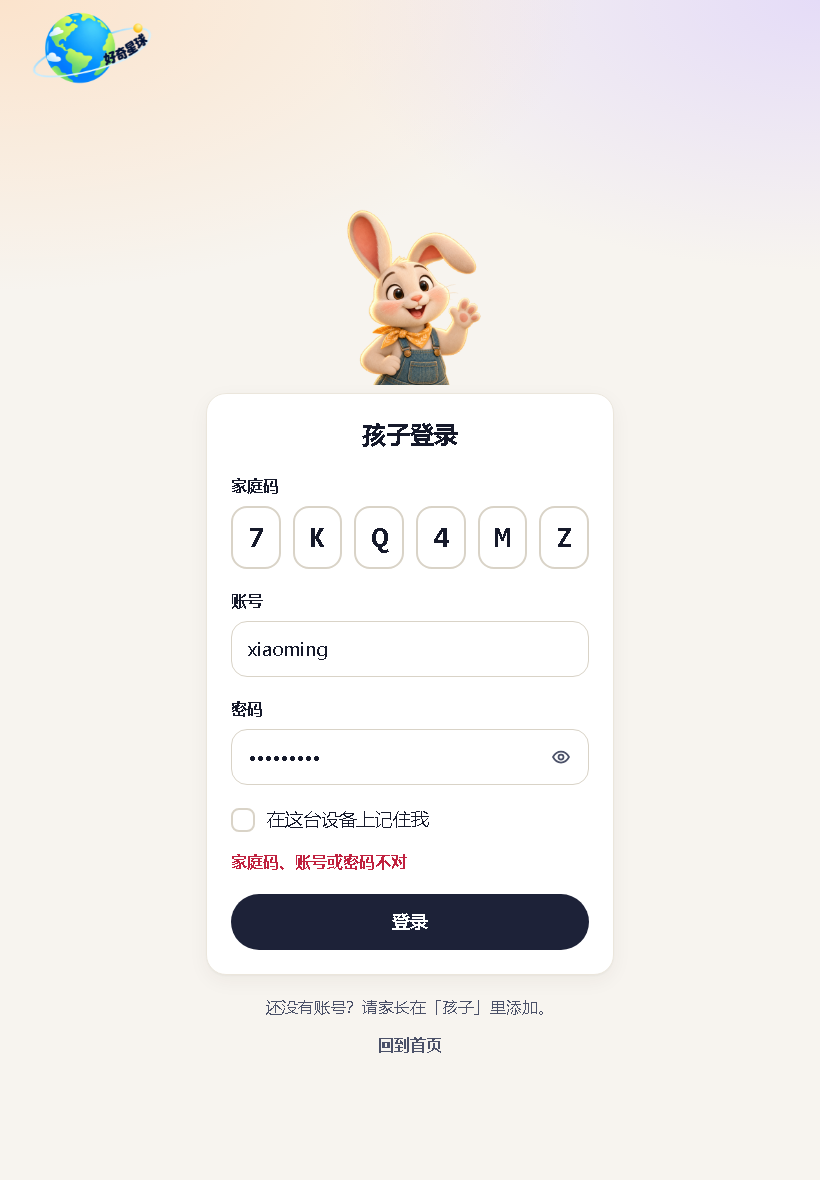 好奇星球
孩子登录
家庭码
7 K Q 4 M Z
账号
xiaoming
密码
•••••••••
在这台设备上记住我
家庭码、账号或密码不对
登录
还没有账号？请家长在「孩子」里添加。
回到首页